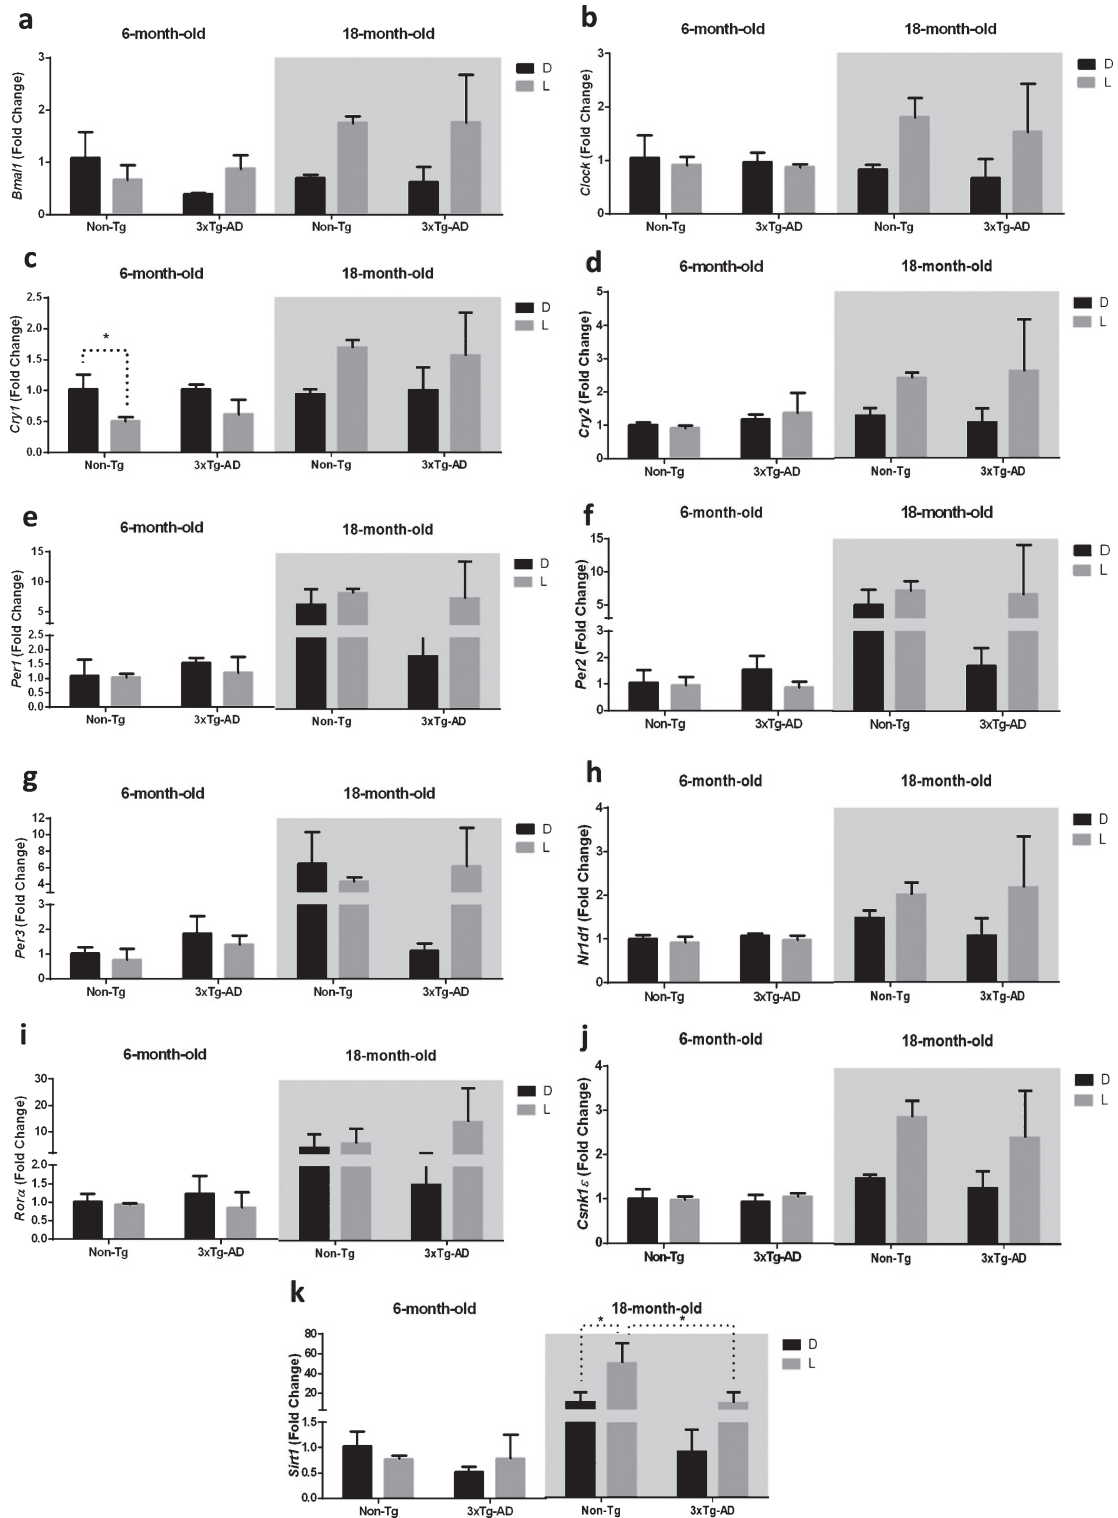 a
6-month-old 18-month-old
Bmal1 (Fold Change)
3
2
1
0
Non-Tg 3xTg-AD Non-Tg 3xTg-AD
D
L
b
6-month-old 18-month-old
Clock (Fold Change)
3
2
1
0
Non-Tg 3xTg-AD Non-Tg 3xTg-AD
D
L
c
6-month-old 18-month-old
Cry1 (Fold Change)
2.5
2.0
1.5
1.0
0.5
0.0
*
Non-Tg 3xTg-AD Non-Tg 3xTg-AD
D
L
d
6-month-old 18-month-old
Cry2 (Fold Change)
5
4
3
2
1
0
Non-Tg 3xTg-AD Non-Tg 3xTg-AD
D
L
e
6-month-old 18-month-old
Per1 (Fold Change)
15
10
5
2.5
2.0
1.5
1.0
0.5
0.0
Non-Tg 3xTg-AD Non-Tg 3xTg-AD
D
L
f
6-month-old 18-month-old
Per2 (Fold Change)
15
10
5
3
2
1
0
Non-Tg 3xTg-AD Non-Tg 3xTg-AD
D
L
g
6-month-old 18-month-old
Per3 (Fold Change)
12
10
8
6
4
3
2
1
0
Non-Tg 3xTg-AD Non-Tg 3xTg-AD
D
L
h
6-month-old 18-month-old
Nr1d1 (Fold Change)
4
3
2
1
0
Non-Tg 3xTg-AD Non-Tg 3xTg-AD
D
L
i
6-month-old 18-month-old
Rorα (Fold Change)
30
20
10
2.0
1.5
1.0
0.5
0.0
Non-Tg 3xTg-AD Non-Tg 3xTg-AD
D
L
j
6-month-old 18-month-old
Csnk1ε (Fold Change)
4
3
2
1
0
Non-Tg 3xTg-AD Non-Tg 3xTg-AD
D
L
k
6-month-old 18-month-old
Sirt1 (Fold Change)
80
60
40
20
1.5
1.0
0.5
0.0
* *
Non-Tg 3xTg-AD Non-Tg 3xTg-AD
D
L